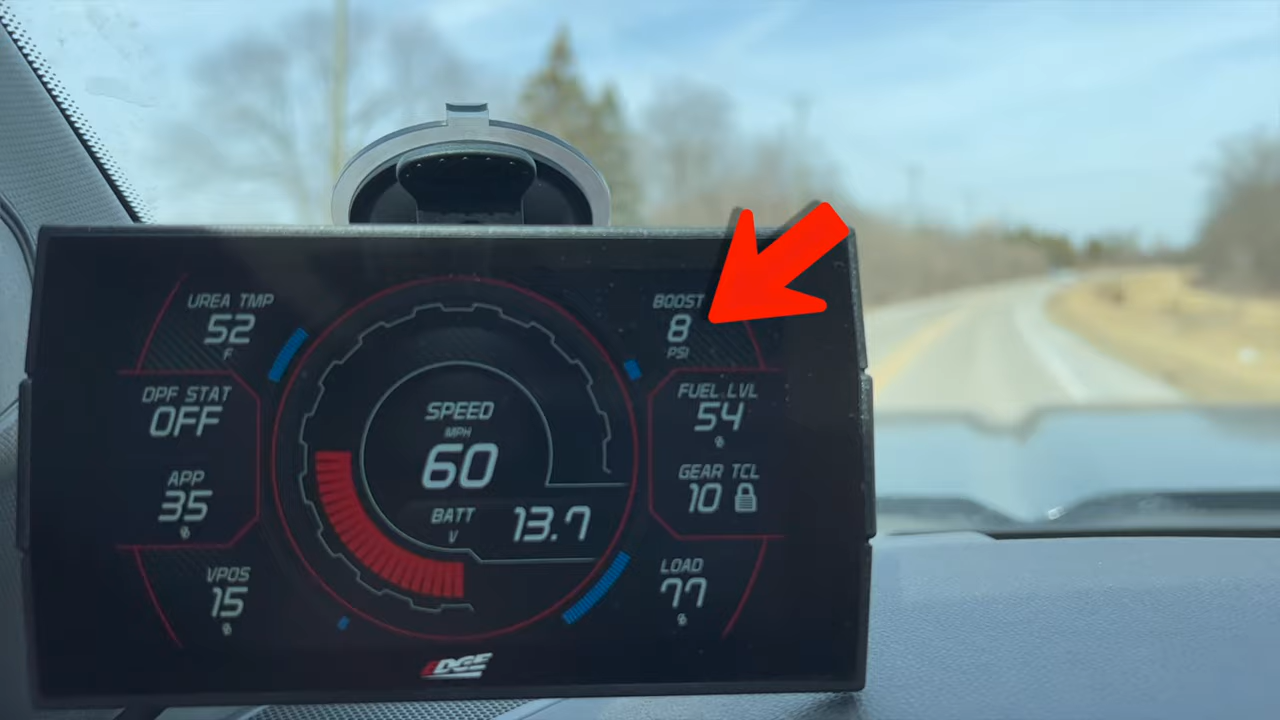 UREA TMP
52
F
DPF STAT
OFF
APP
35
%
VPOS
15
%
SPEED
MPH
60
BATT
V
13.7
BOOST
8
PSI
FUEL LVL
54
%
GEAR TCL
10
LOAD
77
%
EDGE